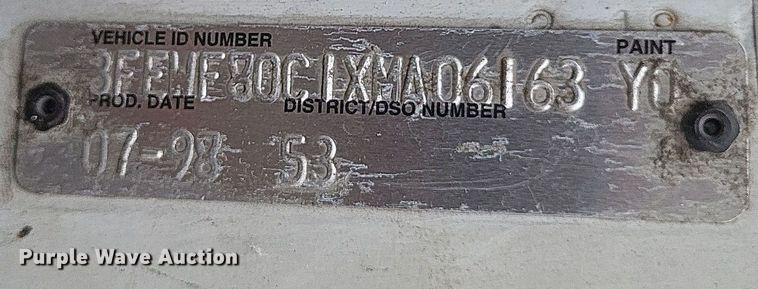 VEHICLE ID NUMBER PAINT
3FEWF80C1XMA06163 YO
PROD. DATE DISTRICT/DSO NUMBER
07-98 53
Purple Wave Auction